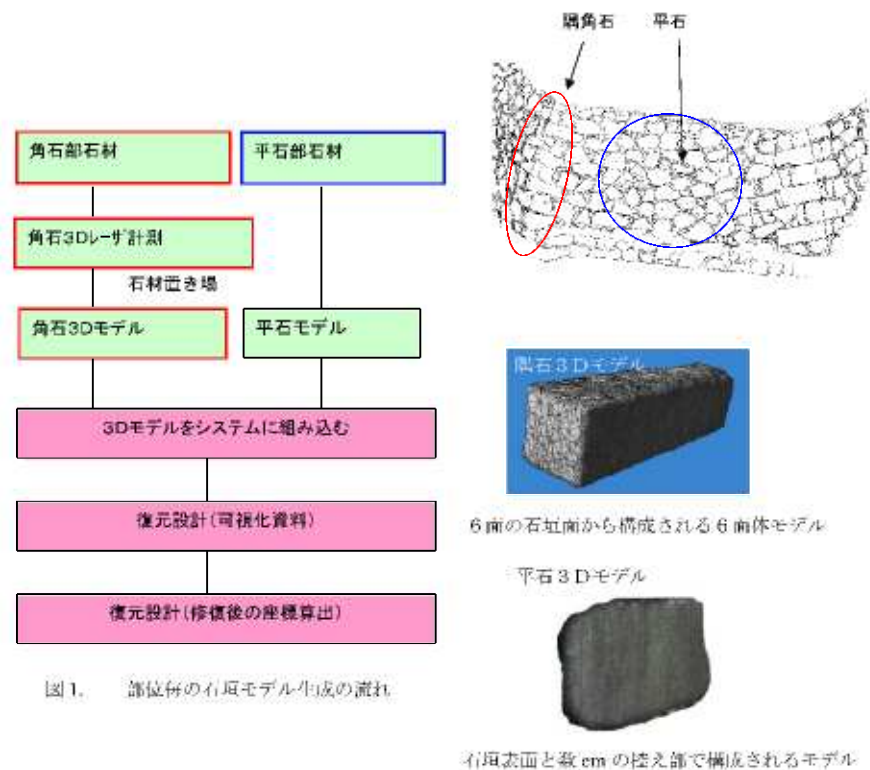 隅角石 平石
角石部石材
平石部石材
角石3Dレーザ計測
石材置き場
角石3Dモデル
平石モデル
3Dモデルをシステムに組み込む
復元設計(可視化資料)
復元設計(修復後の座標算出)
図1. 部位毎の石垣モデル生成の流れ
隅石3Dモデル
6面の石垣面から構成される6面体モデル
平石3Dモデル
石垣表面と数cmの控え部で構成されるモデル